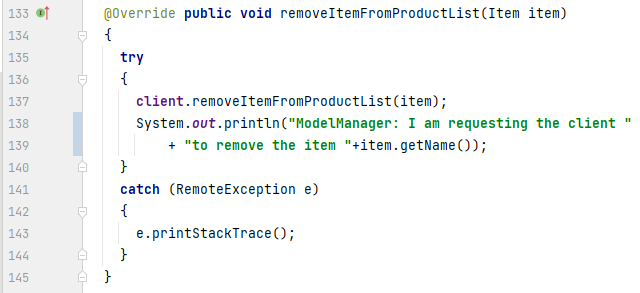 133 @Override public void removeItemFromProductList(Item item)
134 {
135 try
136 {
137 client.removeItemFromProductList(item);
138 System.out.println("ModelManager: I am requesting the client "
139 + "to remove the item "+item.getName());
140 }
141 catch (RemoteException e)
142 {
143 e.printStackTrace();
144 }
145 }